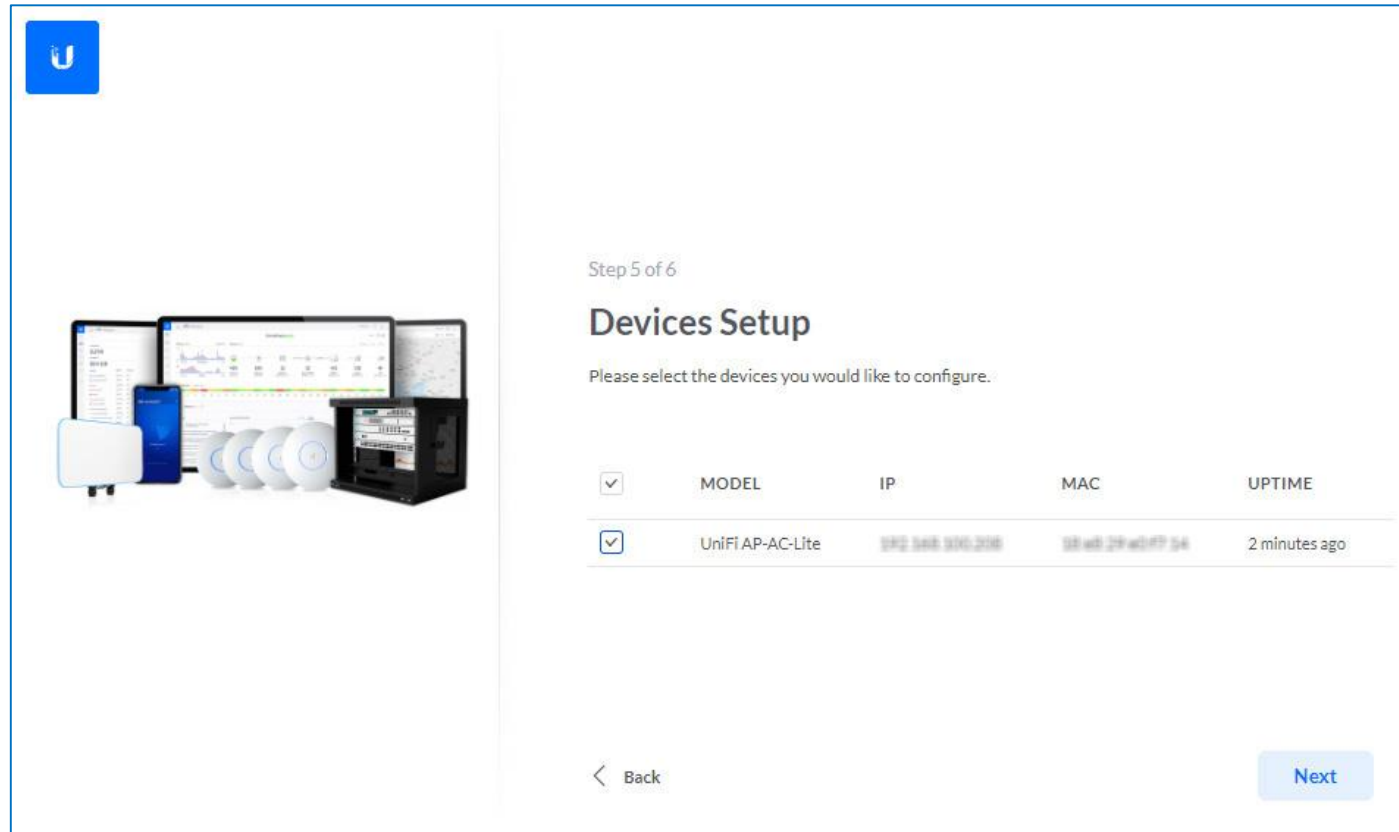 Step 5 of 6
Devices Setup
Please select the devices you would like to configure.
MODEL IP MAC UPTIME
UniFi AP-AC-Lite 2 minutes ago
Back
Next